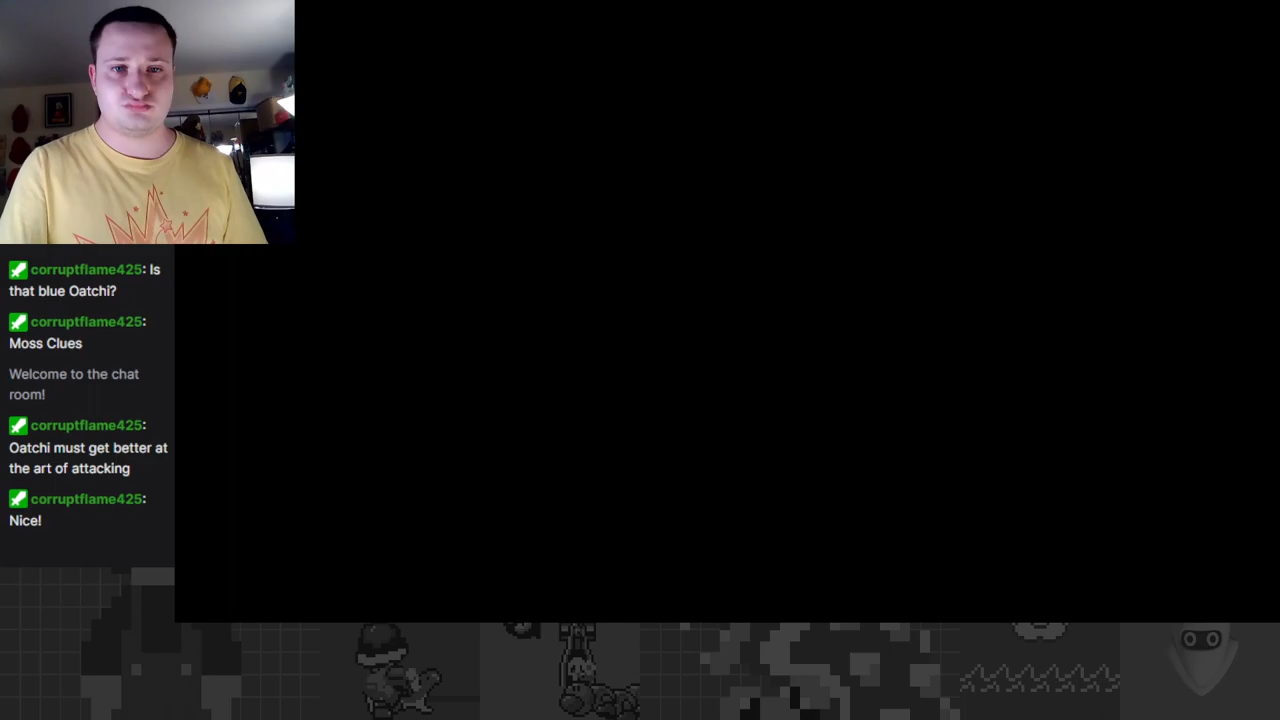 corruptflame425: Is
that blue Oatchi?
corruptflame425:
Moss Clues
Welcome to the chat
room!
corruptflame425:
Oatchi must get better at
the art of attacking
corruptflame425:
Nice!